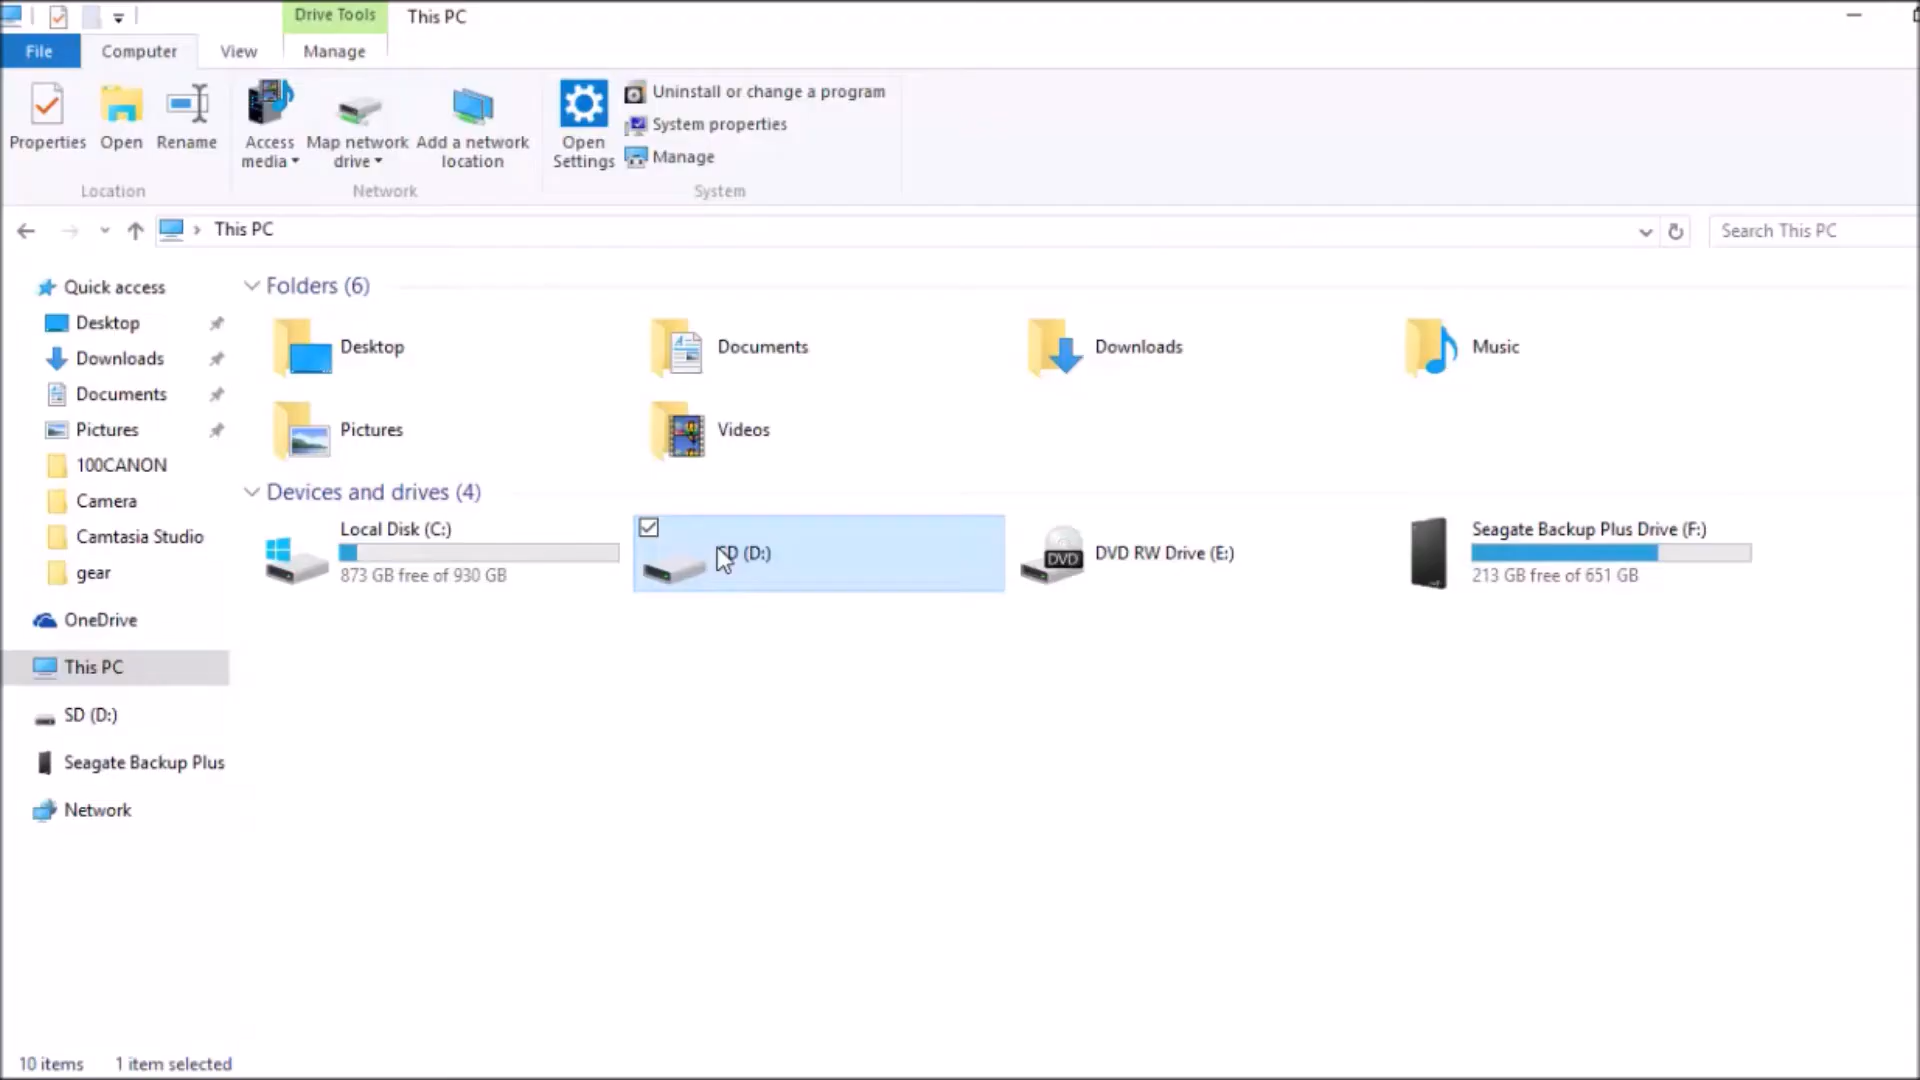 Drive Tools
This PC
File
Computer
View
Manage
Properties
Open
Rename
Access media
Map network drive
Add a network location
Open Settings
Uninstall or change a program
System properties
Manage
Location
Network
System
This PC
Search This PC
Quick access
Desktop
Downloads
Documents
Pictures
100CANON
Camera
Camtasia Studio
gear
OneDrive
This PC
SD (D:)
Seagate Backup Plus
Network
Folders (6)
Desktop
Documents
Downloads
Music
Pictures
Videos
Devices and drives (4)
Local Disk (C:)
873 GB free of 930 GB
SD (D:)
DVD
DVD RW Drive (E:)
Seagate Backup Plus Drive (F:)
213 GB free of 651 GB
10 items
1 item selected